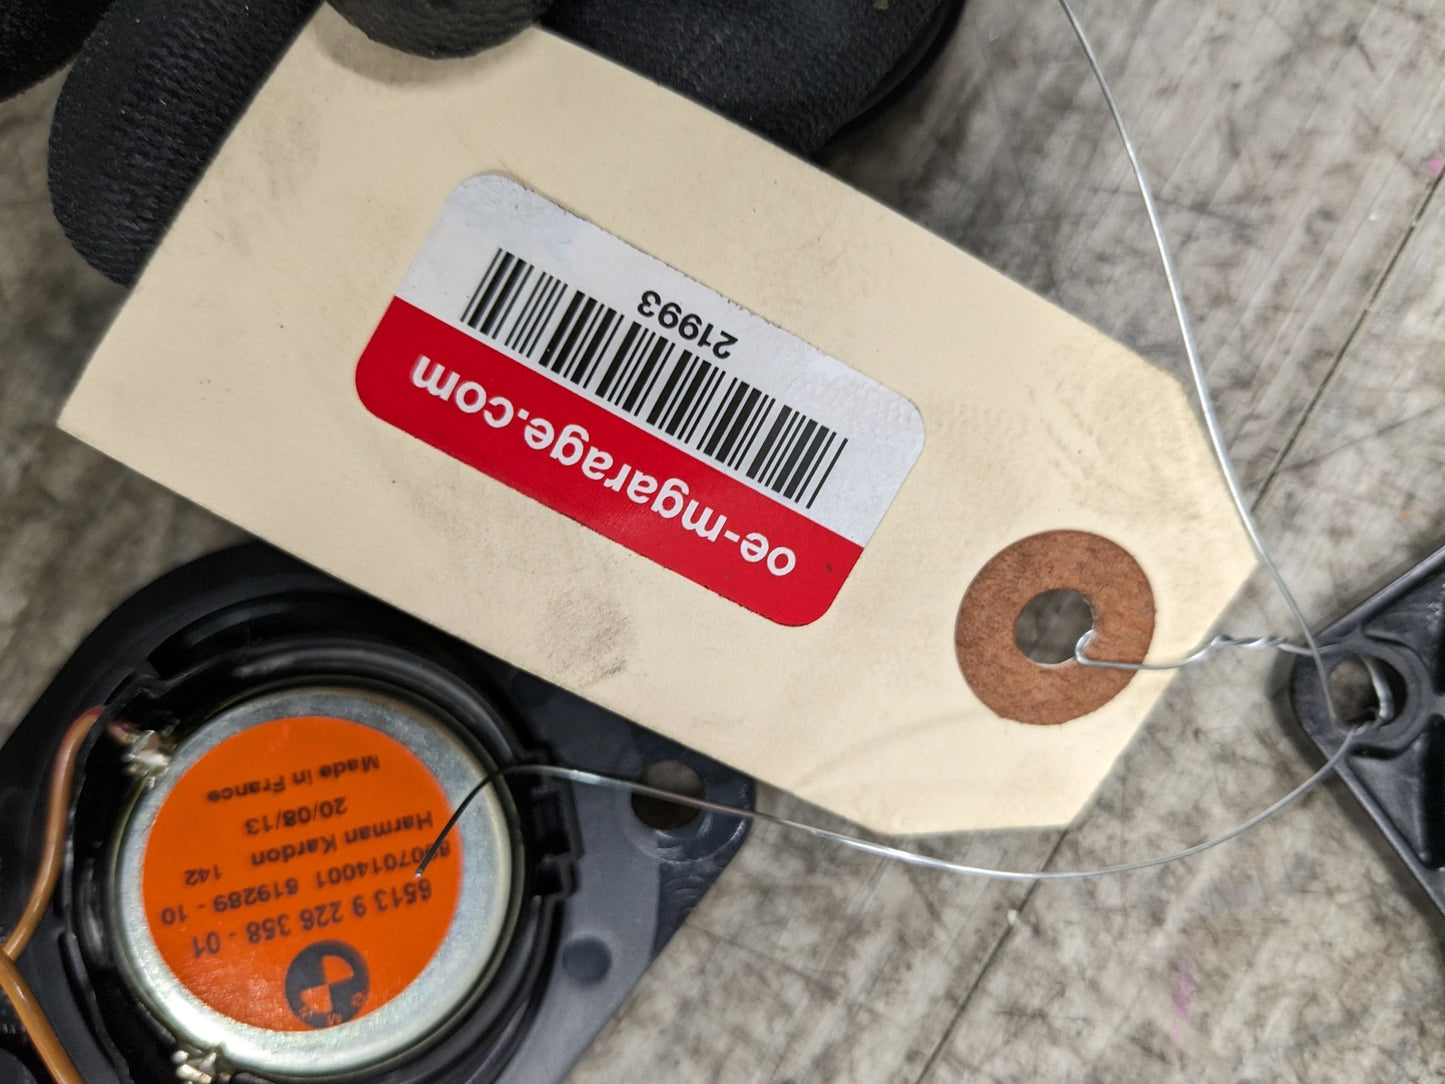 21993
oe-mgarage.com
BMW
6513 9 226 358 - 01
619289 - 10
Harman Kardon 142
20/08/13
Made in France